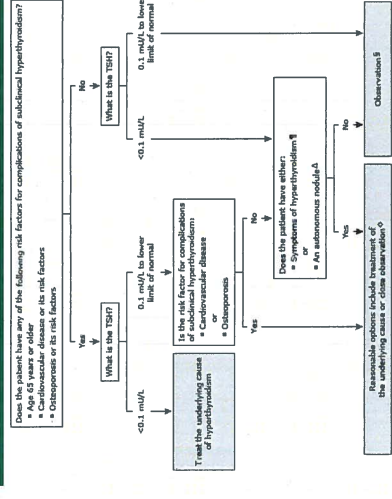 Does the patient have any of the following risk factors for complications of subclinical hyperthyroidism?
▪ Age 65 years or older
▪ Cardiovascular disease or its risk factors
▪ Osteoporosis or its risk factors
Yes
No
What is the TSH?
What is the TSH?
<0.1 mU/L
0.1 mU/L to lower
limit of normal
<0.1 mU/L
0.1 mU/L to lower
limit of normal
Treat the underlying cause
of hyperthyroidism
Is the risk factor for complications
of subclinical hyperthyroidism:
▪ Cardiovascular disease
or
▪ Osteoporosis
Yes
No
Does the patient have either:
▪ Symptoms of hyperthyroidism¶
or
▪ An autonomous noduleΔ
Yes
No
Reasonable options include treatment of
the underlying cause or close observation◊
Observation§